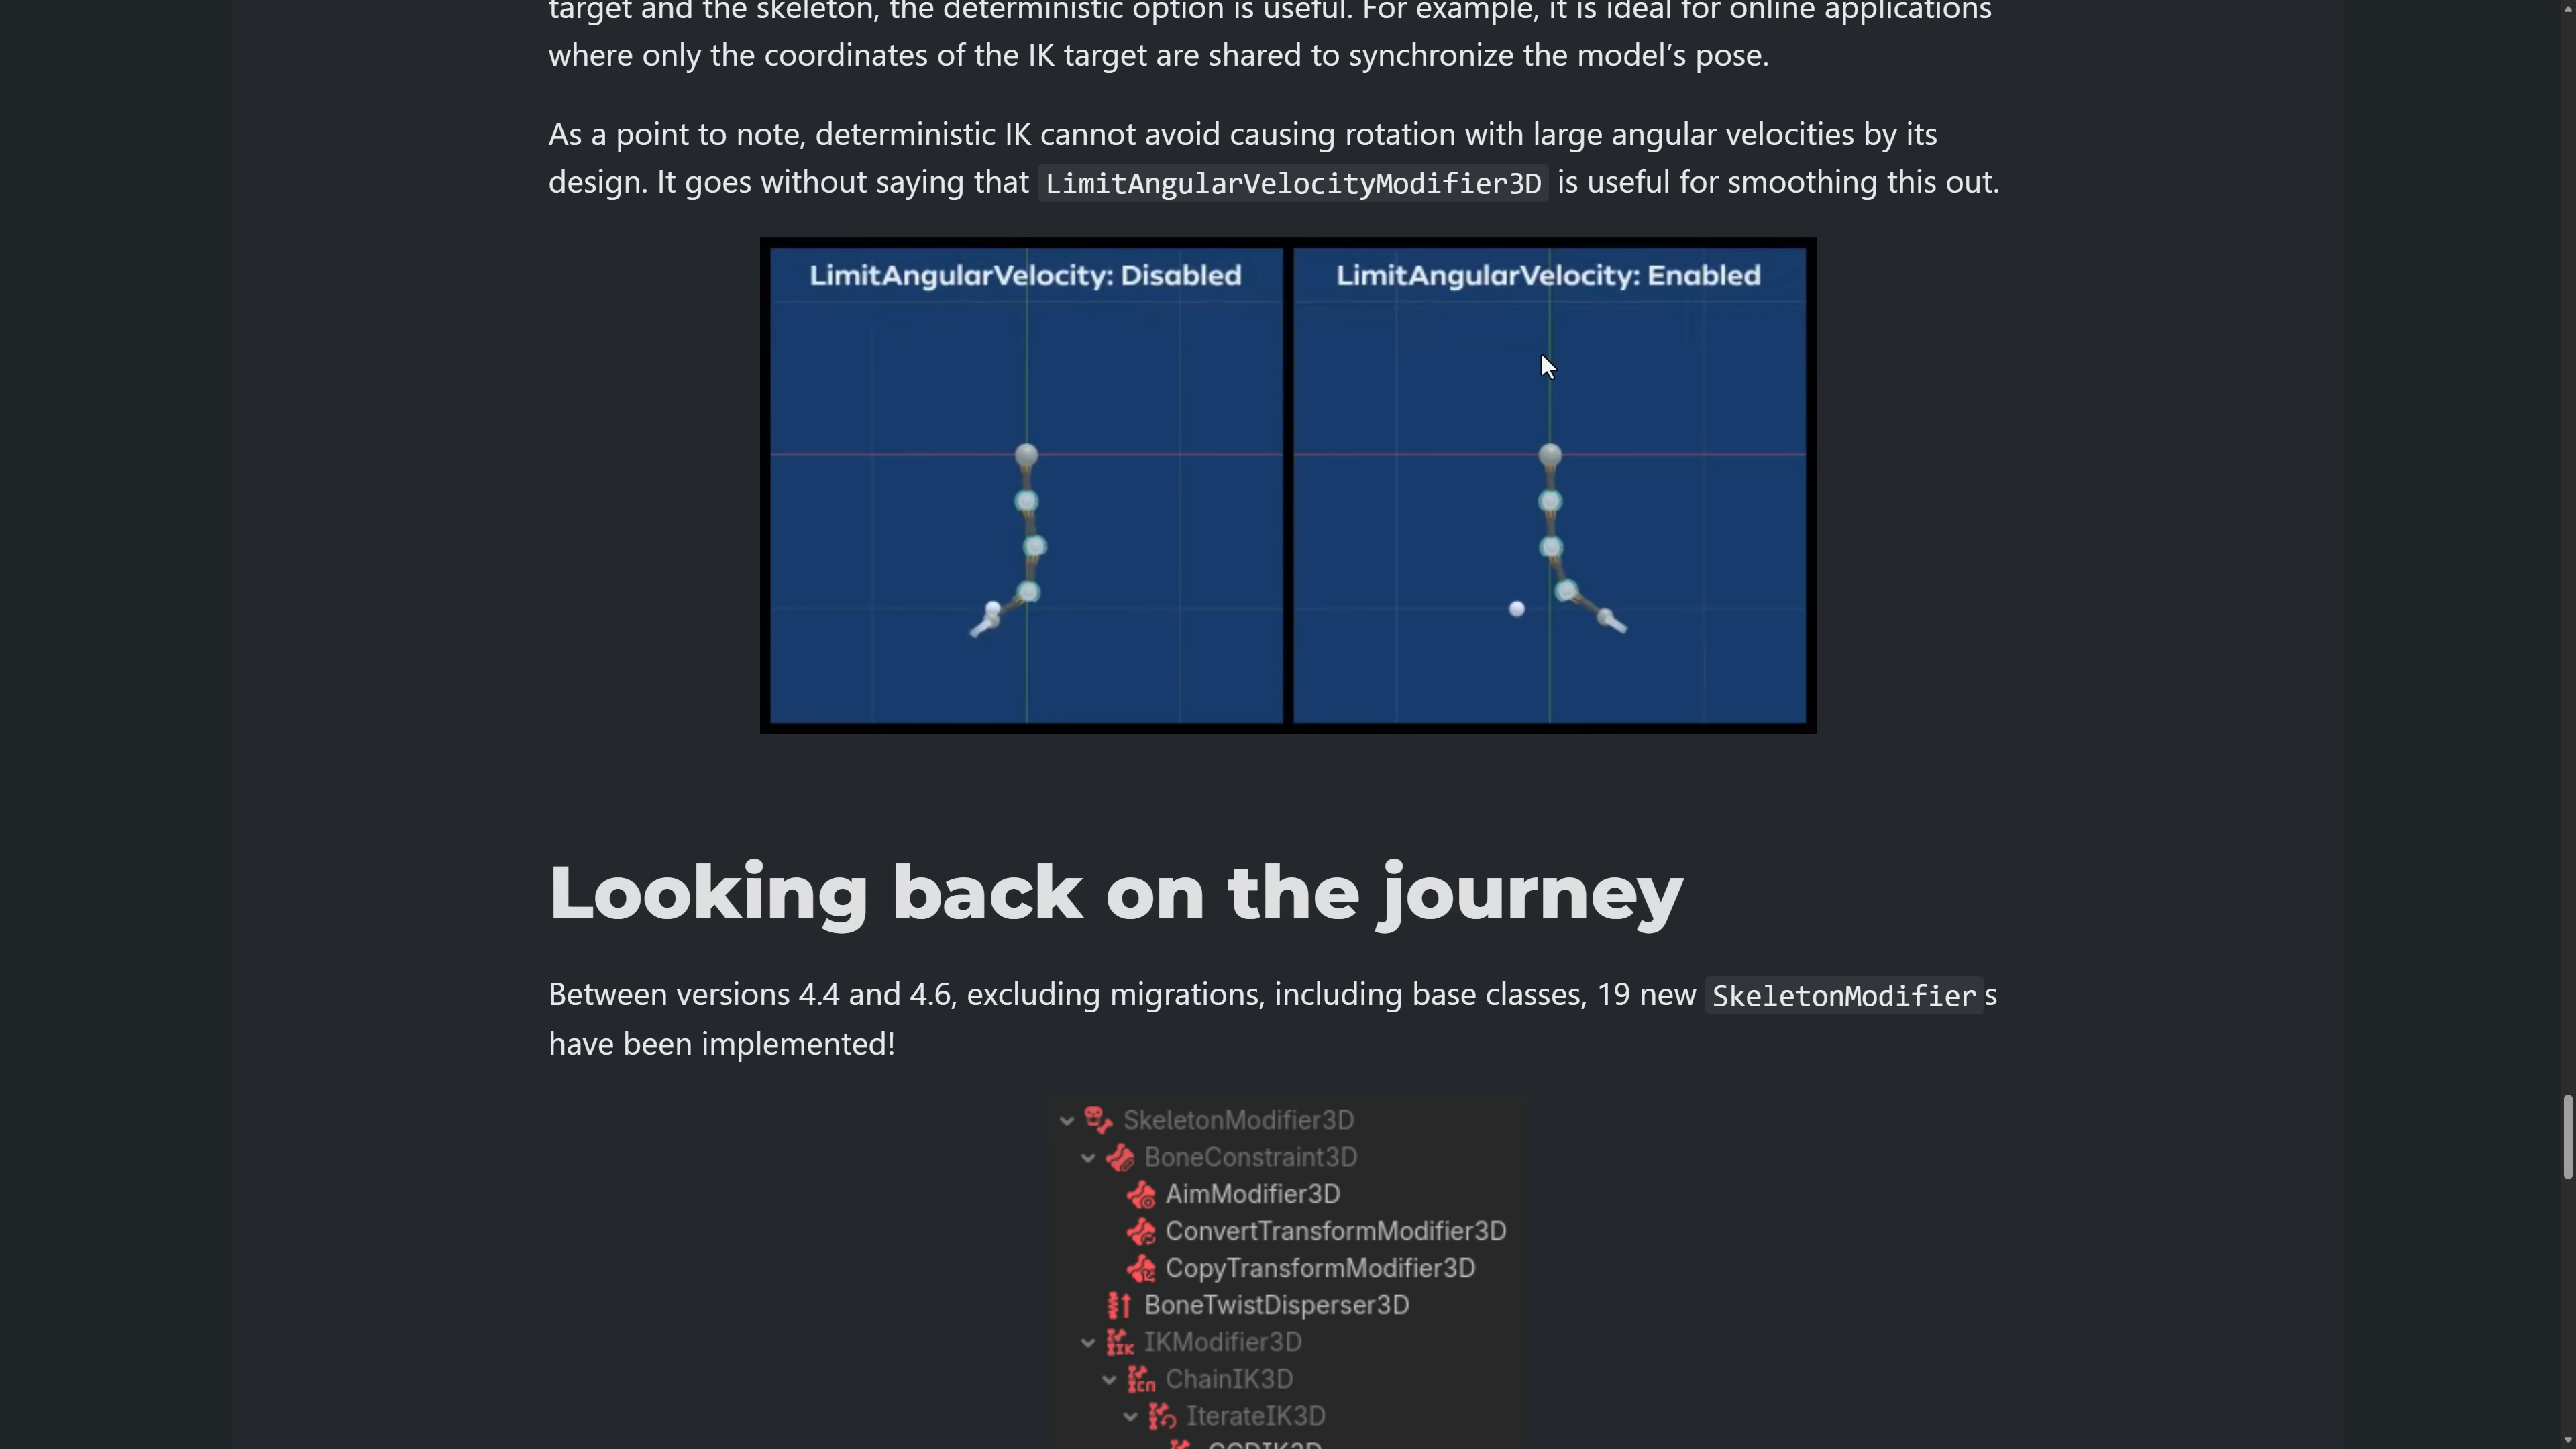 target and the skeleton, the deterministic option is useful. For example, it is ideal for online applications
where only the coordinates of the IK target are shared to synchronize the model’s pose.
As a point to note, deterministic IK cannot avoid causing rotation with large angular velocities by its
design. It goes without saying that LimitAngularVelocityModifier3D is useful for smoothing this out.
LimitAngularVelocity: Disabled
LimitAngularVelocity: Enabled
Looking back on the journey
Between versions 4.4 and 4.6, excluding migrations, including base classes, 19 new SkeletonModifiers
have been implemented!
SkeletonModifier3D
BoneConstraint3D
AimModifier3D
ConvertTransformModifier3D
CopyTransformModifier3D
BoneTwistDisperser3D
IKModifier3D
ChainIK3D
IterateIK3D